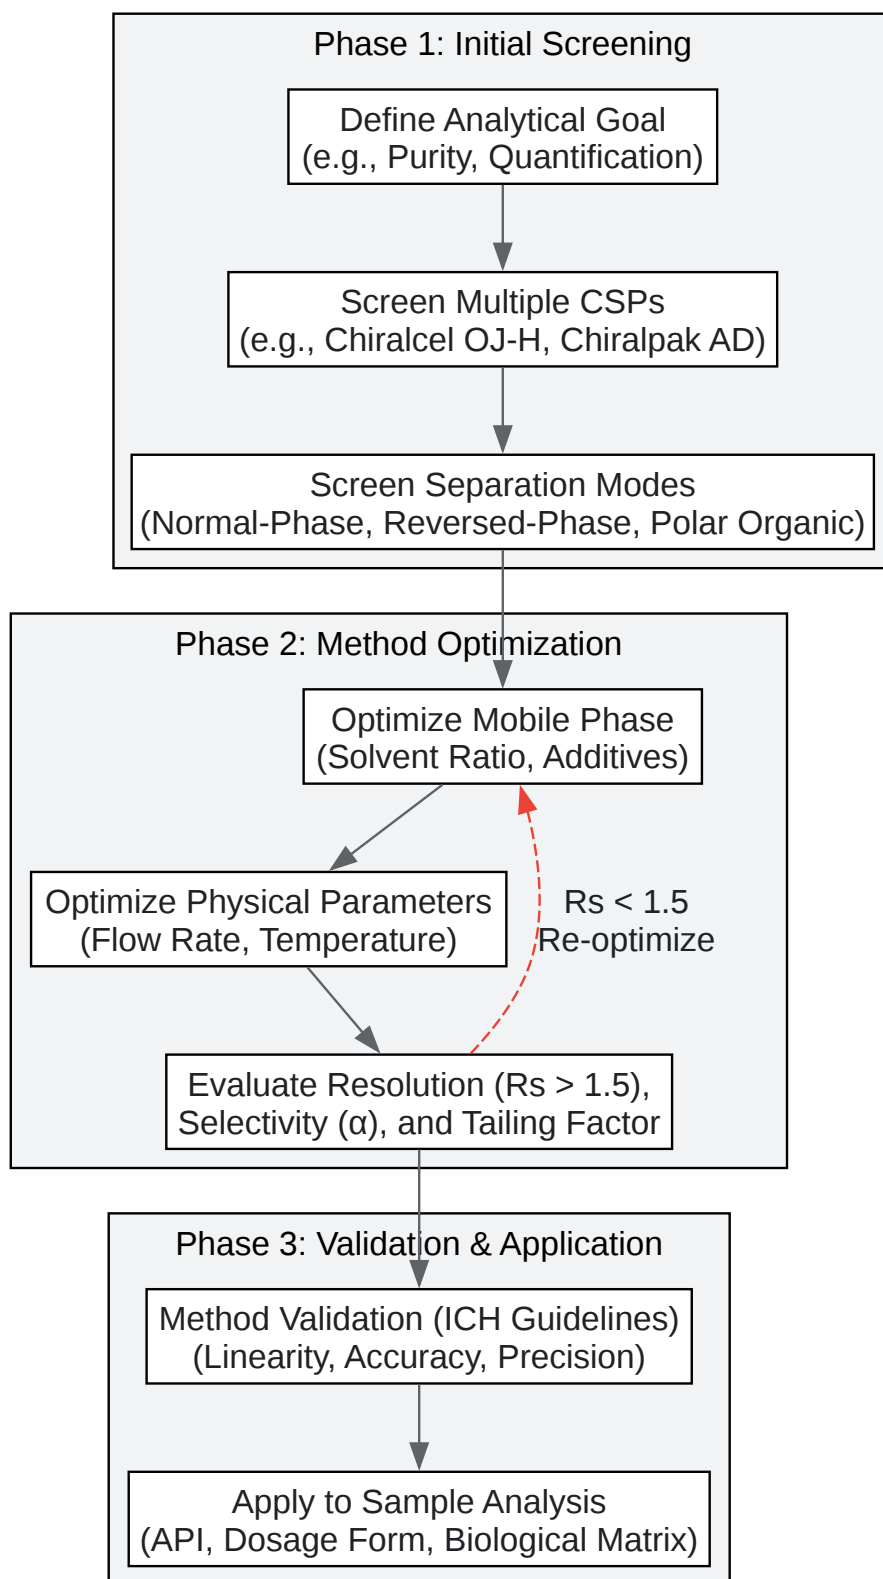 Phase 1: Initial Screening
Define Analytical Goal
(e.g., Purity, Quantification)
Screen Multiple CSPs
(e.g., Chiralcel OJ-H, Chiralpak AD)
Screen Separation Modes
(Normal-Phase, Reversed-Phase, Polar Organic)
Phase 2: Method Optimization
Optimize Mobile Phase
(Solvent Ratio, Additives)
Optimize Physical Parameters
(Flow Rate, Temperature)
Rs < 1.5
Re-optimize
Evaluate Resolution (Rs > 1.5),
Selectivity (α), and Tailing Factor
Phase 3: Validation & Application
Method Validation (ICH Guidelines)
(Linearity, Accuracy, Precision)
Apply to Sample Analysis
(API, Dosage Form, Biological Matrix)